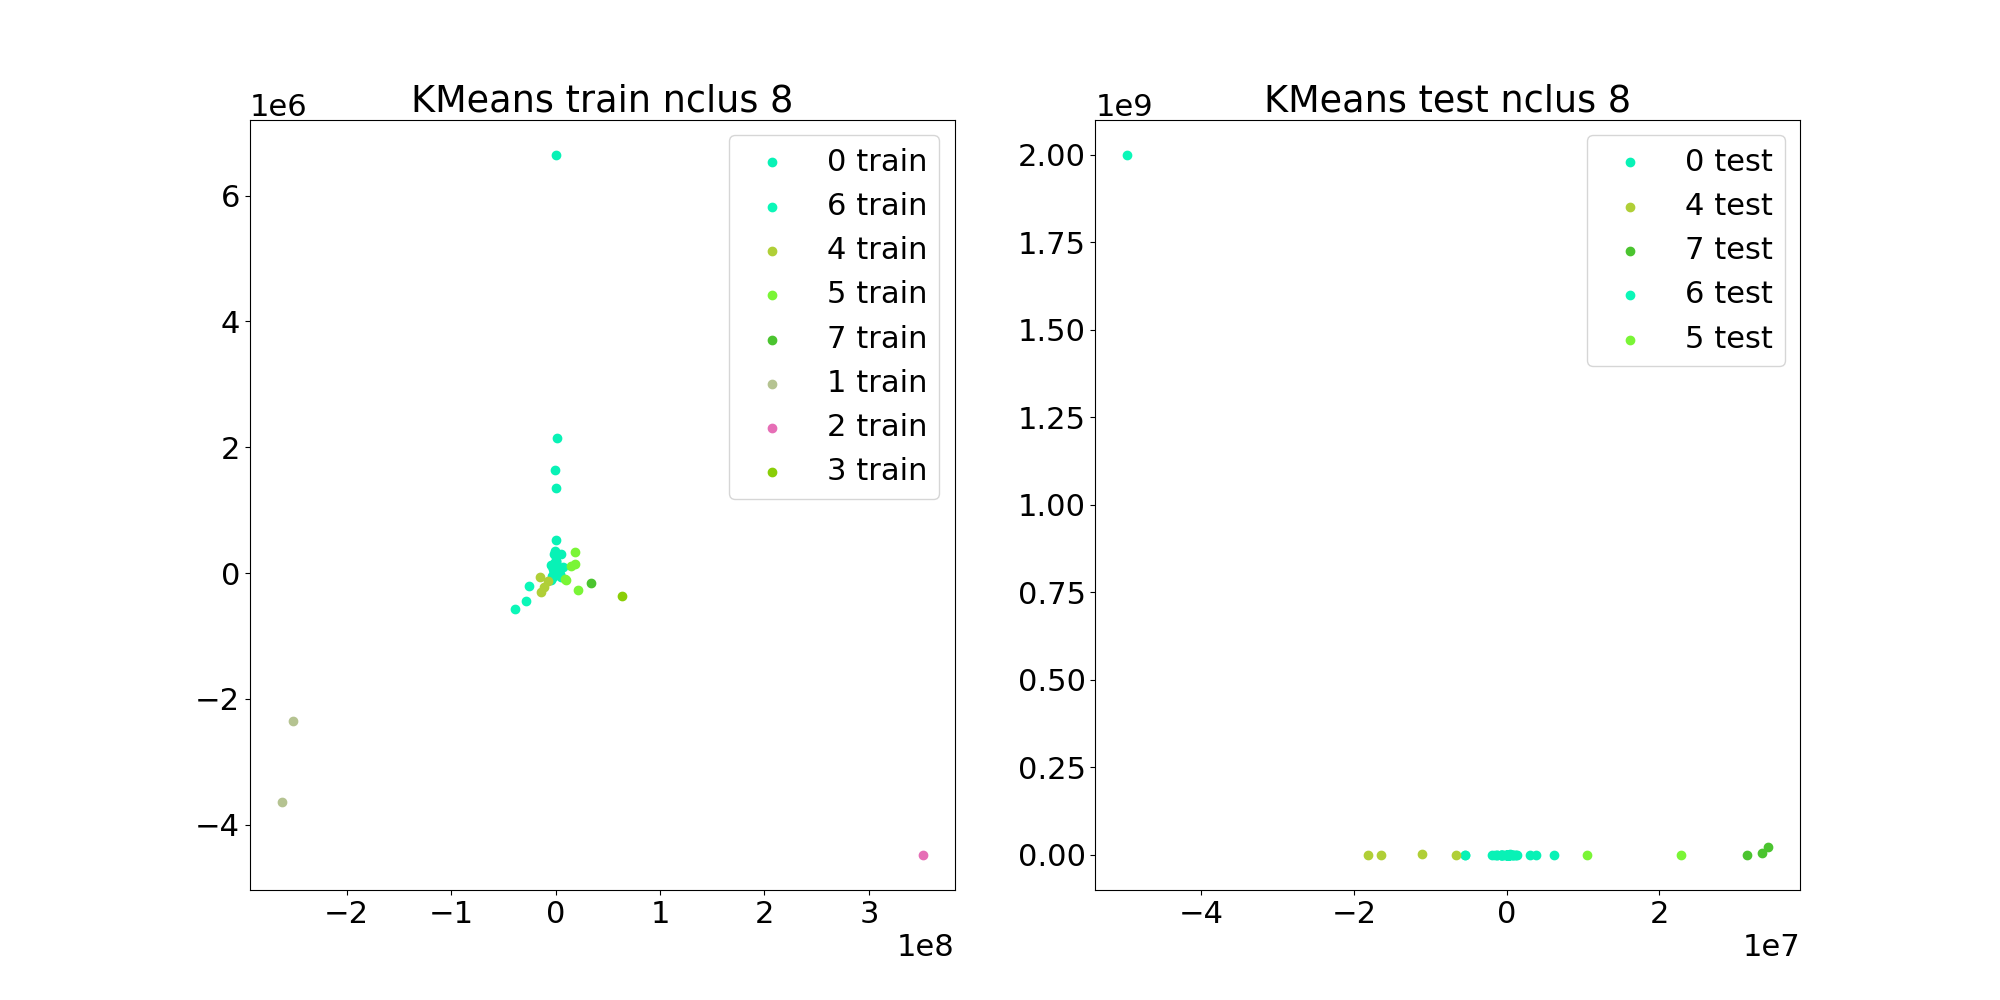 KMeans train nclus 8
1e6
6
4
2
0
−2
−4
−2
−1
0
1
2
3
1e8
0 train
6 train
4 train
5 train
7 train
1 train
2 train
3 train
KMeans test nclus 8
1e9
2.00
1.75
1.50
1.25
1.00
0.75
0.50
0.25
0.00
−4
−2
0
2
1e7
0 test
4 test
7 test
6 test
5 test